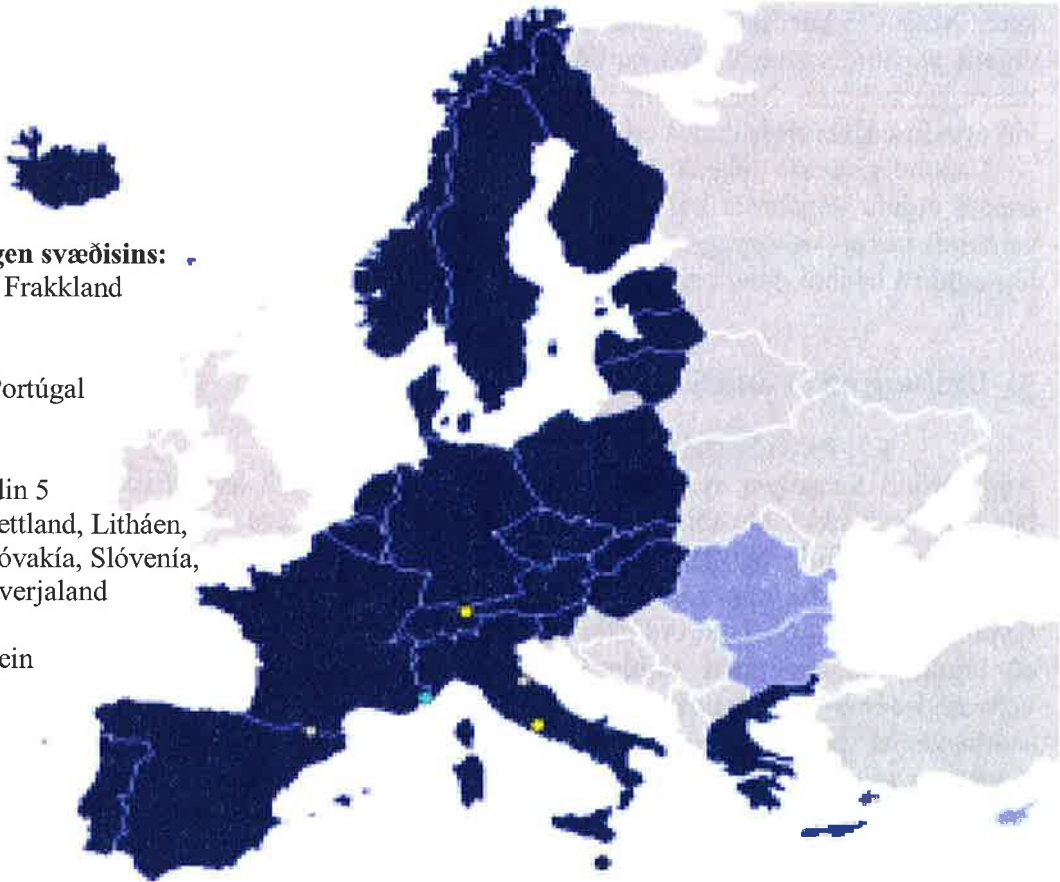 gen svæðisins:
Frakkland
Portúgal
din 5
ettland, Litháen,
óvakía, Slóvenía,
verjaland
ein